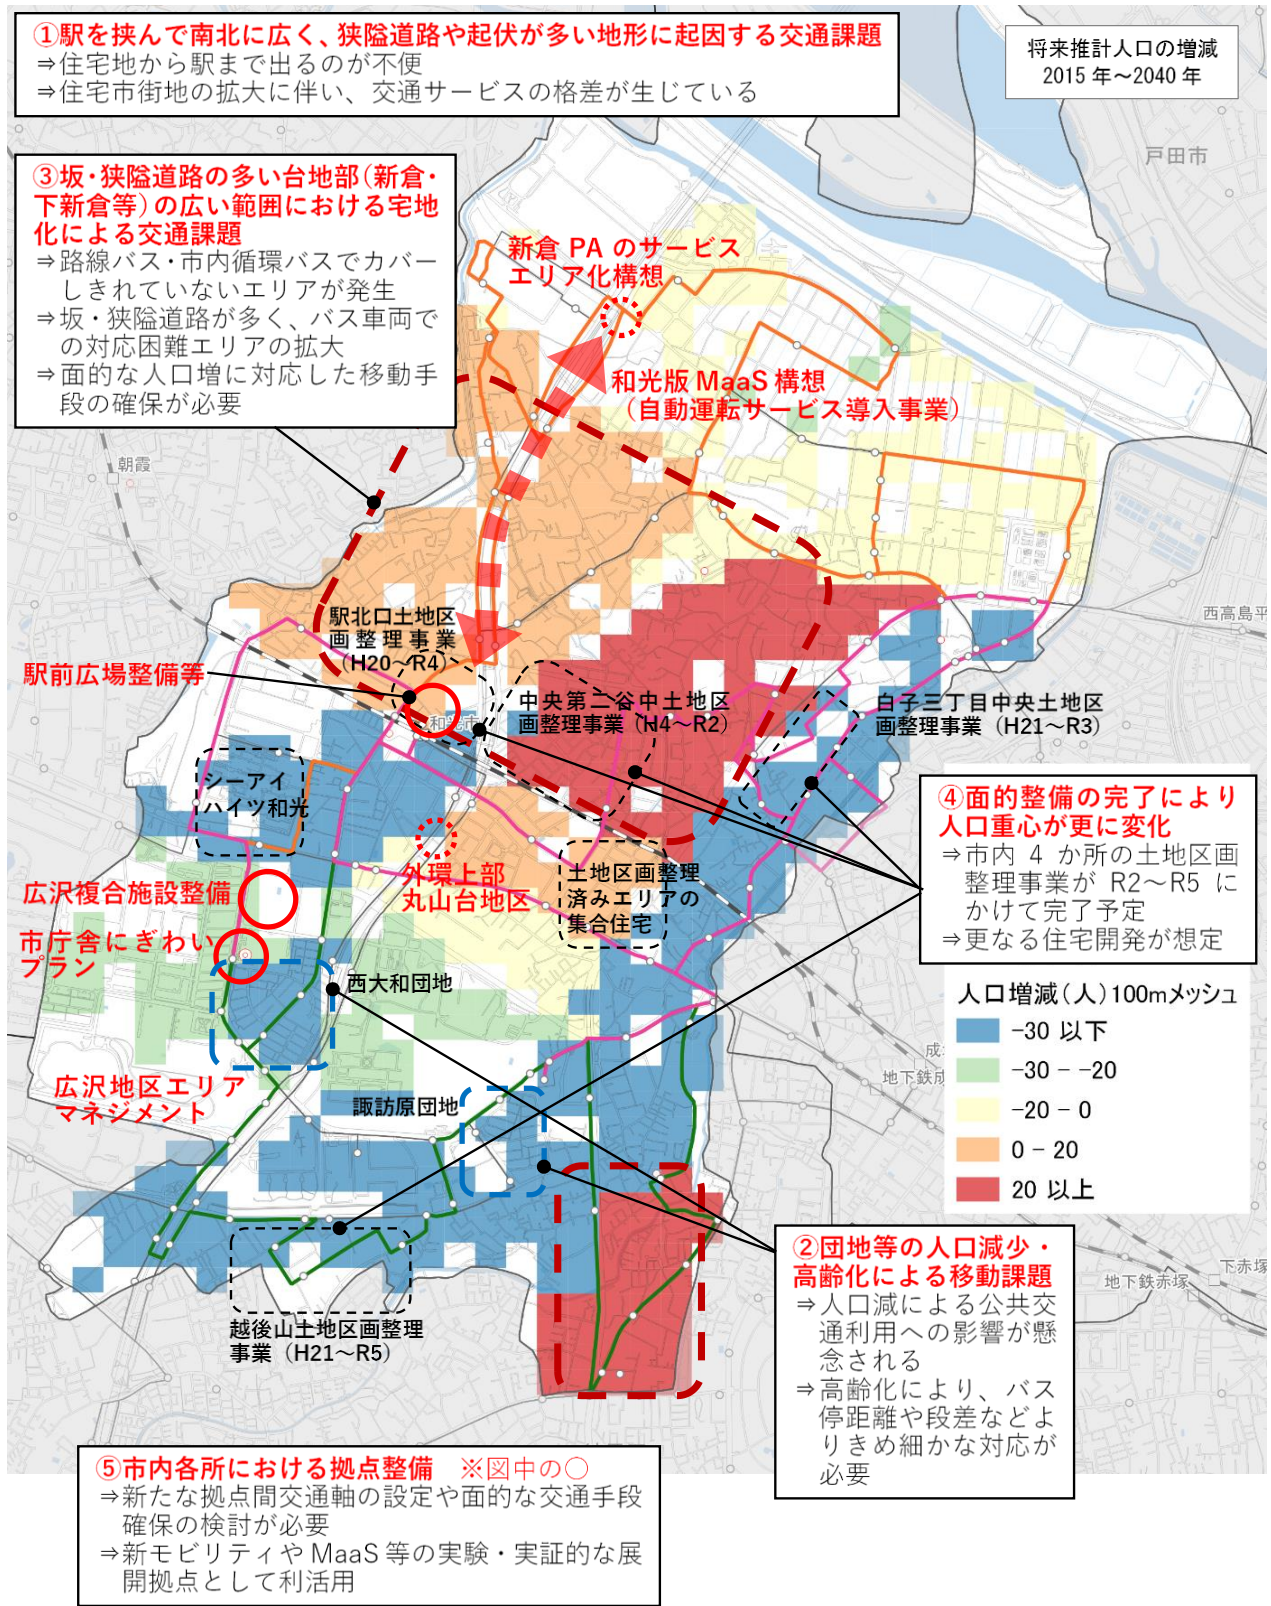 ①駅を挟んで南北に広く、狭隘道路や起伏が多い地形に起因する交通課題
⇒住宅地から駅まで出るのが不便
⇒住宅市街地の拡大に伴い、交通サービスの格差が生じている
将来推計人口の増減
2015年～2040年
戸田市
③坂・狭隘道路の多い台地部（新倉・
下新倉等）の広い範囲における宅地
化による交通課題
⇒路線バス・市内循環バスでカバー
しきれていないエリアが発生
⇒坂・狭隘道路が多く、バス車両で
の対応困難エリアの拡大
⇒面的な人口増に対応した移動手
段の確保が必要
新倉 PA のサービス
エリア化構想
和光版 MaaS 構想
（自動運転サービス導入事業）
朝霞
西高島平
駅北口土地区
画整理事業
（H20～R4）
駅前広場整備等
和光市
中央第二谷中土地区
画整理事業（H4～R2）
白子三丁目中央土地区
画整理事業（H21～R3）
シーアイ
ハイツ和光
④面的整備の完了により
人口重心が更に変化
⇒市内 4 か所の土地区画
整理事業が R2～R5 に
かけて完了予定
⇒更なる住宅開発が想定
外環上部
丸山台地区
土地区画整理
済みエリアの
集合住宅
広沢複合施設整備
市庁舎にぎわい
プラン
西大和団地
人口増減（人）100mメッシュ
-30 以下
-30 – -20
-20 – 0
0 – 20
20 以上
成
地下鉄成
広沢地区エリア
マネジメント
諏訪原団地
②団地等の人口減少・
高齢化による移動課題
⇒人口減による公共交
通利用への影響が懸
念される
⇒高齢化により、バス
停距離や段差などよ
りきめ細かな対応が
必要
下赤塚
地下鉄赤塚
越後山土地区画整理
事業（H21～R5）
⑤市内各所における拠点整備　※図中の○
⇒新たな拠点間交通軸の設定や面的な交通手段
確保の検討が必要
⇒新モビリティや MaaS 等の実験・実証的な展
開拠点として利活用